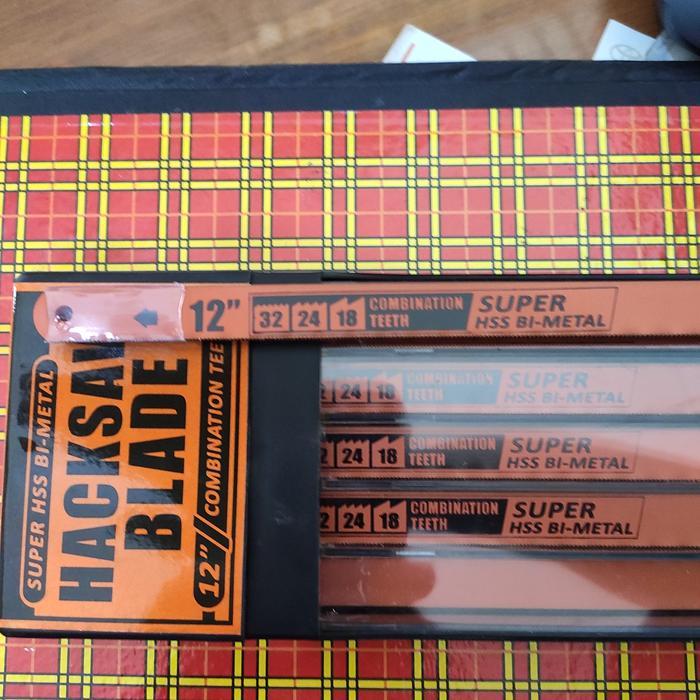 12" 32 24 18 COMBINATION TEETH SUPER HSS BI-METAL
24 18 COMBINATION TEETH SUPER HSS BI-METAL
24 18 COMBINATION TEETH SUPER HSS BI-METAL
24 18 COMBINATION TEETH SUPER HSS BI-METAL
SUPER HSS BI-METAL
HACKSAW
BLADE
12"//COMBINATION TEE